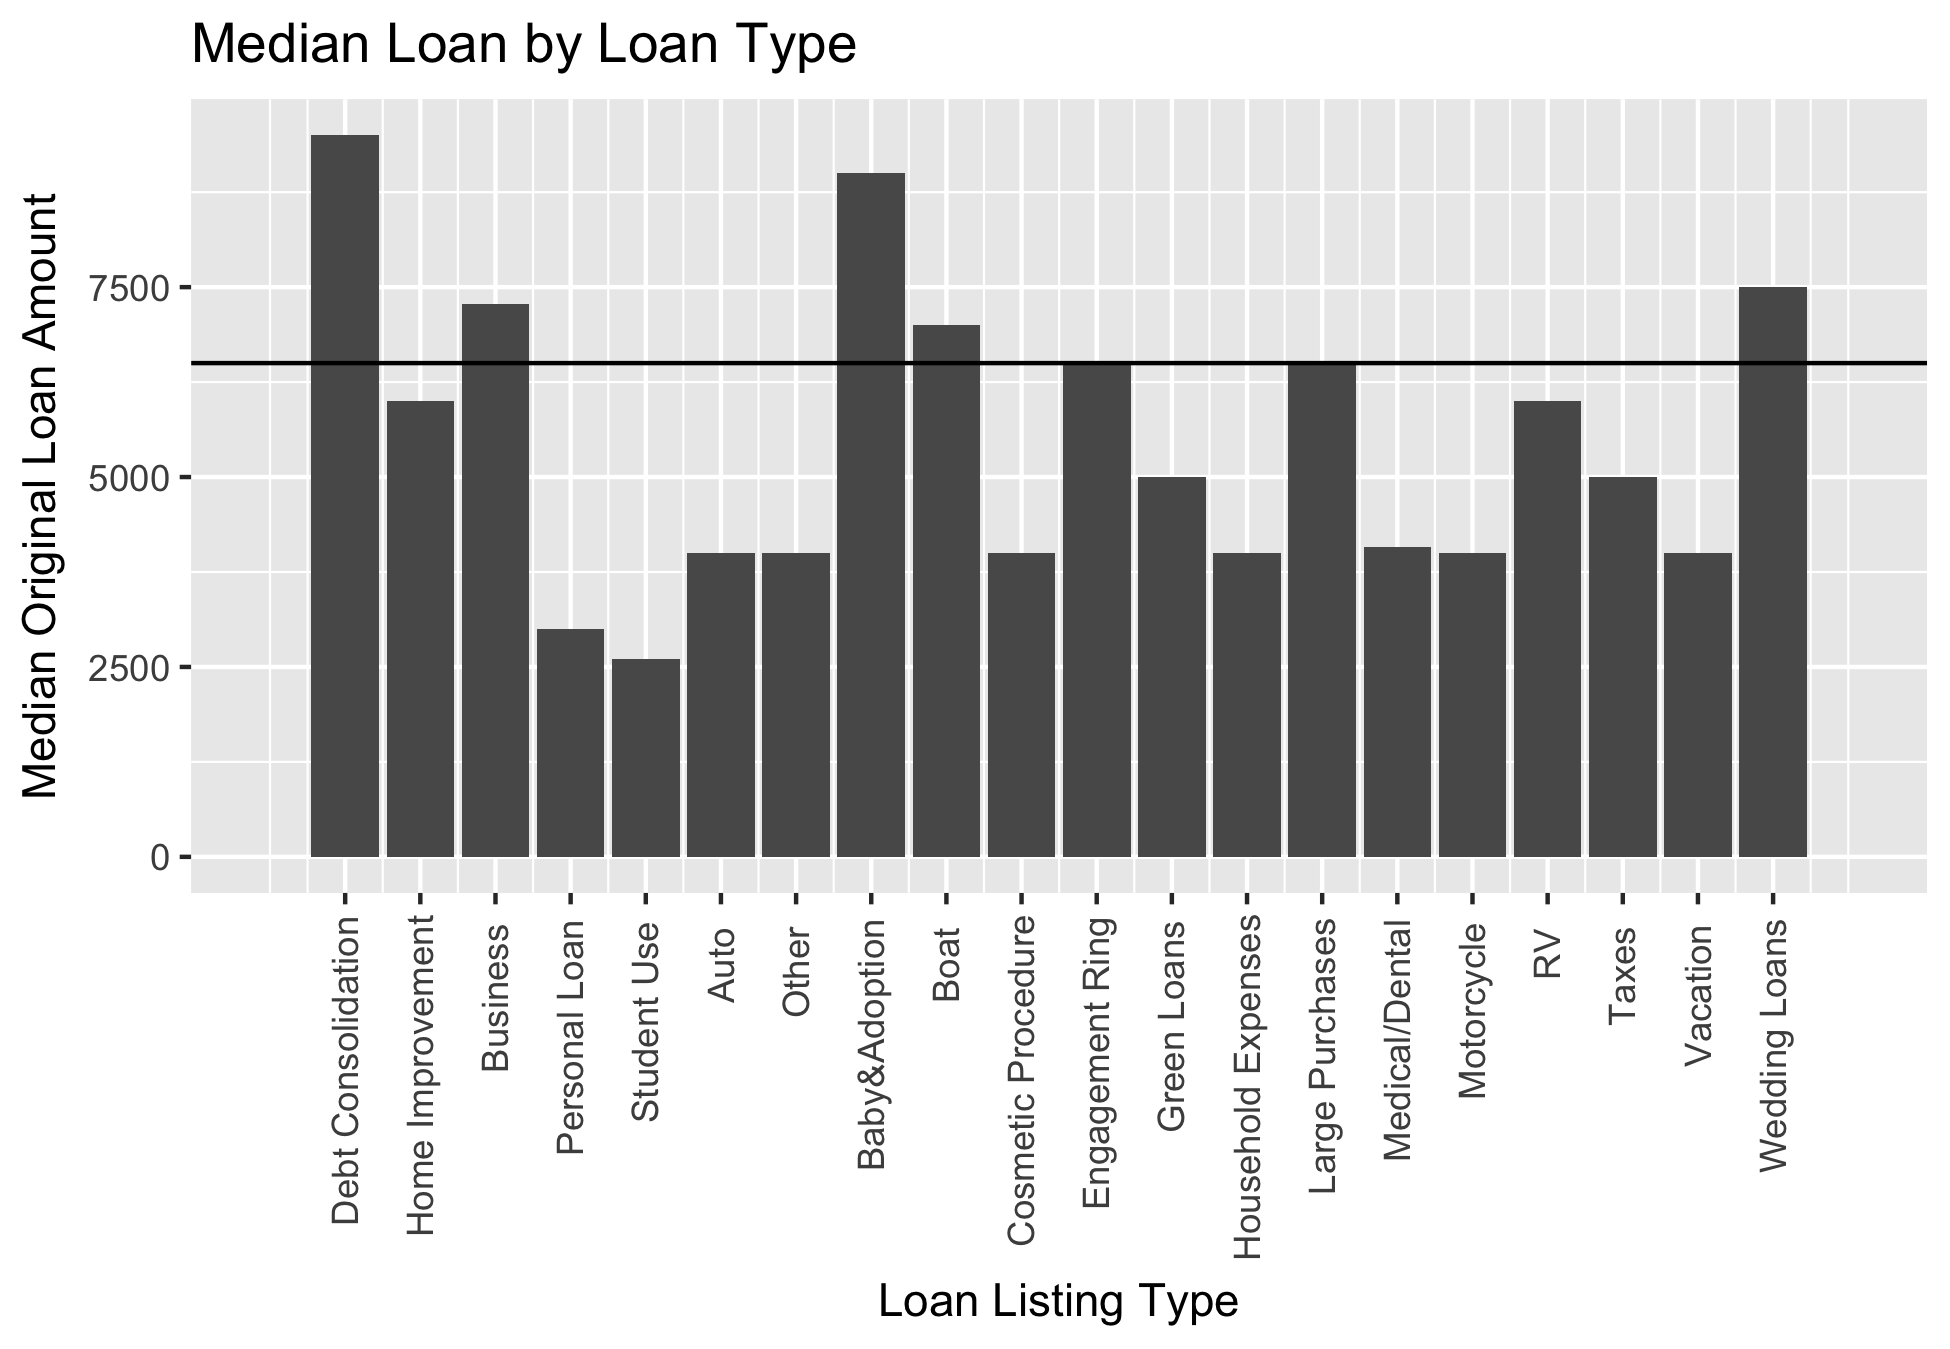 Median Loan by Loan Type
Median Original Loan Amount
7500
5000
2500
0
Debt Consolidation
Home Improvement
Business
Personal Loan
Student Use
Auto
Other
Baby&Adoption
Boat
Cosmetic Procedure
Engagement Ring
Green Loans
Household Expenses
Large Purchases
Medical/Dental
Motorcycle
RV
Taxes
Vacation
Wedding Loans
Loan Listing Type